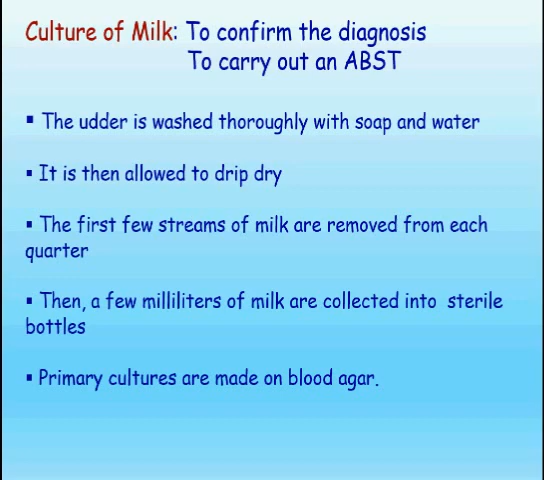 Culture of Milk: To confirm the diagnosis
To carry out an ABST
▪ The udder is washed thoroughly with soap and water
▪ It is then allowed to drip dry
▪ The first few streams of milk are removed from each
quarter
▪ Then, a few milliliters of milk are collected into sterile
bottles
▪ Primary cultures are made on blood agar.